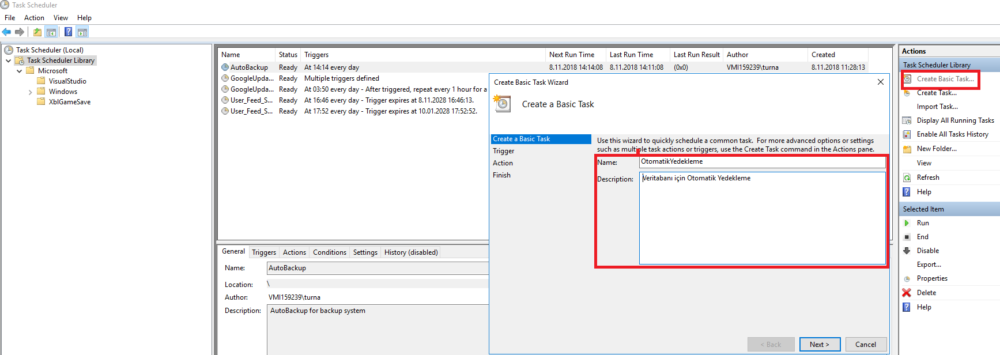 Task Scheduler
File Action View Help
Task Scheduler (Local)
Task Scheduler Library
Microsoft
VisualStudio
Windows
XblGameSave
Name Status Triggers Next Run Time Last Run Time Last Run Result Author Created
AutoBackup Ready At 14:14 every day 8.11.2018 14:14:08 8.11.2018 14:11:08 (0x0) VMI159239\turna 8.11.2018 11:28:13
GoogleUpda... Ready Multiple triggers defined
GoogleUpda... Ready At 03:50 every day - After triggered, repeat every 1 hour for a
User_Feed_S... Ready At 16:46 every day - Trigger expires at 8.11.2028 16:46:13.
User_Feed_S... Ready At 17:52 every day - Trigger expires at 10.01.2028 17:52:52.
General Triggers Actions Conditions Settings History (disabled)
Name: AutoBackup
Location: \
Author: VMI159239\turna
Description: AutoBackup for backup system
Create Basic Task Wizard
Create a Basic Task
Create a Basic Task
Trigger
Action
Finish
Use this wizard to quickly schedule a common task. For more advanced options or settings
such as multiple task actions or triggers, use the Create Task command in the Actions pane.
Name: OtomatikYedekleme
Description: Veritabanı için Otomatik Yedekleme
< Back Next > Cancel
Actions
Task Scheduler Library
Create Basic Task...
Create Task...
Import Task...
Display All Running Tasks
Enable All Tasks History
New Folder...
View
Refresh
Help
Selected Item
Run
End
Disable
Export...
Properties
Delete
Help